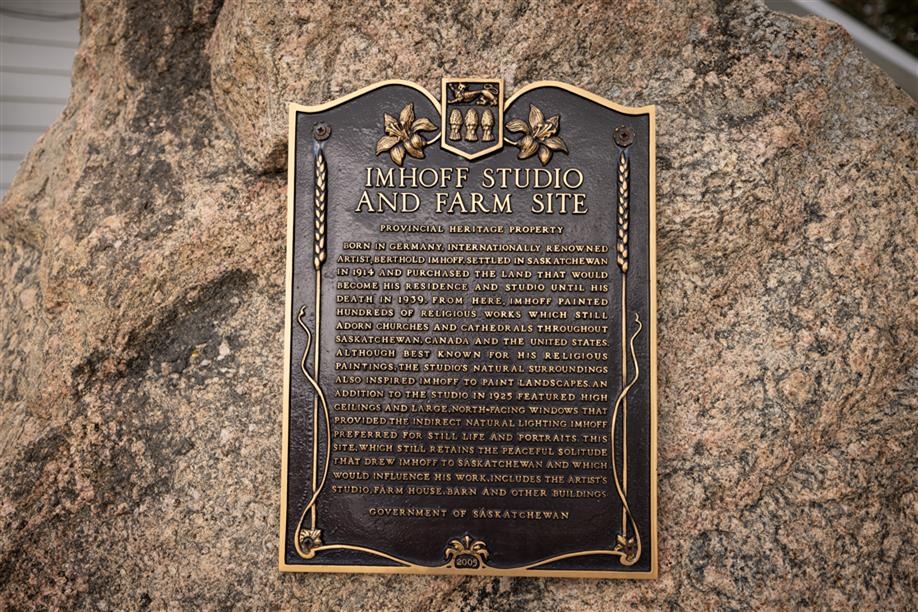 IMHOFF STUDIO
AND FARM SITE
PROVINCIAL HERITAGE PROPERTY
BORN IN GERMANY, INTERNATIONALLY RENOWNED
ARTIST, BERTHOLD IMHOFF, SETTLED IN SASKATCHEWAN
IN 1914 AND PURCHASED THE LAND THAT WOULD
BECOME HIS RESIDENCE AND STUDIO UNTIL HIS
DEATH IN 1939. FROM HERE, IMHOFF PAINTED
HUNDREDS OF RELIGIOUS WORKS WHICH STILL
ADORN CHURCHES AND CATHEDRALS THROUGHOUT
SASKATCHEWAN, CANADA AND THE UNITED STATES.
ALTHOUGH BEST KNOWN FOR HIS RELIGIOUS
PAINTINGS, THE STUDIO'S NATURAL SURROUNDINGS
ALSO INSPIRED IMHOFF TO PAINT LANDSCAPES. AN
ADDITION TO THE STUDIO IN 1925 FEATURED HIGH
CEILINGS AND LARGE, NORTH-FACING WINDOWS THAT
PROVIDED THE INDIRECT NATURAL LIGHTING IMHOFF
PREFERRED FOR STILL LIFE AND PORTRAITS. THIS
SITE, WHICH STILL RETAINS THE PEACEFUL SOLITUDE
THAT DREW IMHOFF TO SASKATCHEWAN AND WHICH
WOULD INFLUENCE HIS WORK, INCLUDES THE ARTIST'S
STUDIO, FARM HOUSE, BARN AND OTHER BUILDINGS
GOVERNMENT OF SASKATCHEWAN
2005